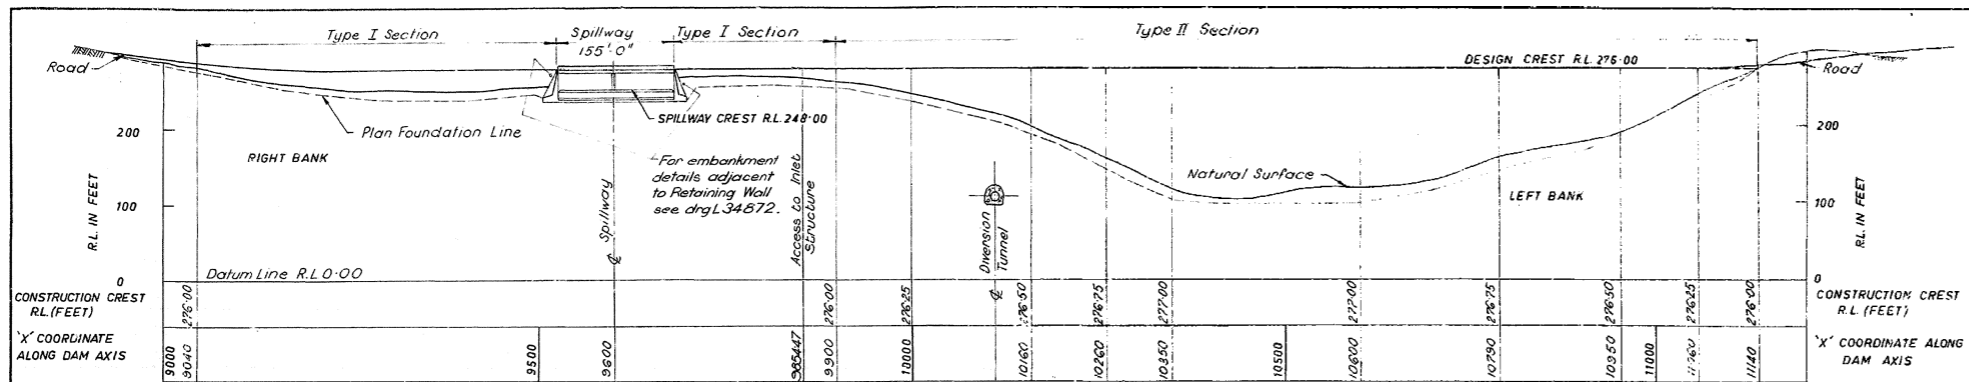 Type I Section
Spillway
155'·0"
Type I Section
Type II Section
DESIGN CREST R.L. 276·00
Road
Road
200
Plan Foundation Line
SPILLWAY CREST R.L. 248·00
200
RIGHT BANK
For embankment
details adjacent
to Retaining Wall
see drg L34872.
Natural Surface
LEFT BANK
R.L. IN FEET
100
Spillway
Access to Inlet
Structure
Diversion
Tunnel
100
R.L. IN FEET
0
Datum Line R.L 0·00
0
CONSTRUCTION CREST
R.L. (FEET)
276·00
276·00
276·25
276·50
276·75
277·00
277·00
276·75
276·50
276·25
276·00
CONSTRUCTION CREST
R.L. (FEET)
'X' COORDINATE
ALONG DAM AXIS
9000
9040
9500
9600
9854·47
9900
10000
10160
10260
10350
10500
10600
10790
10950
11000
11140
'X' COORDINATE ALONG
DAM AXIS